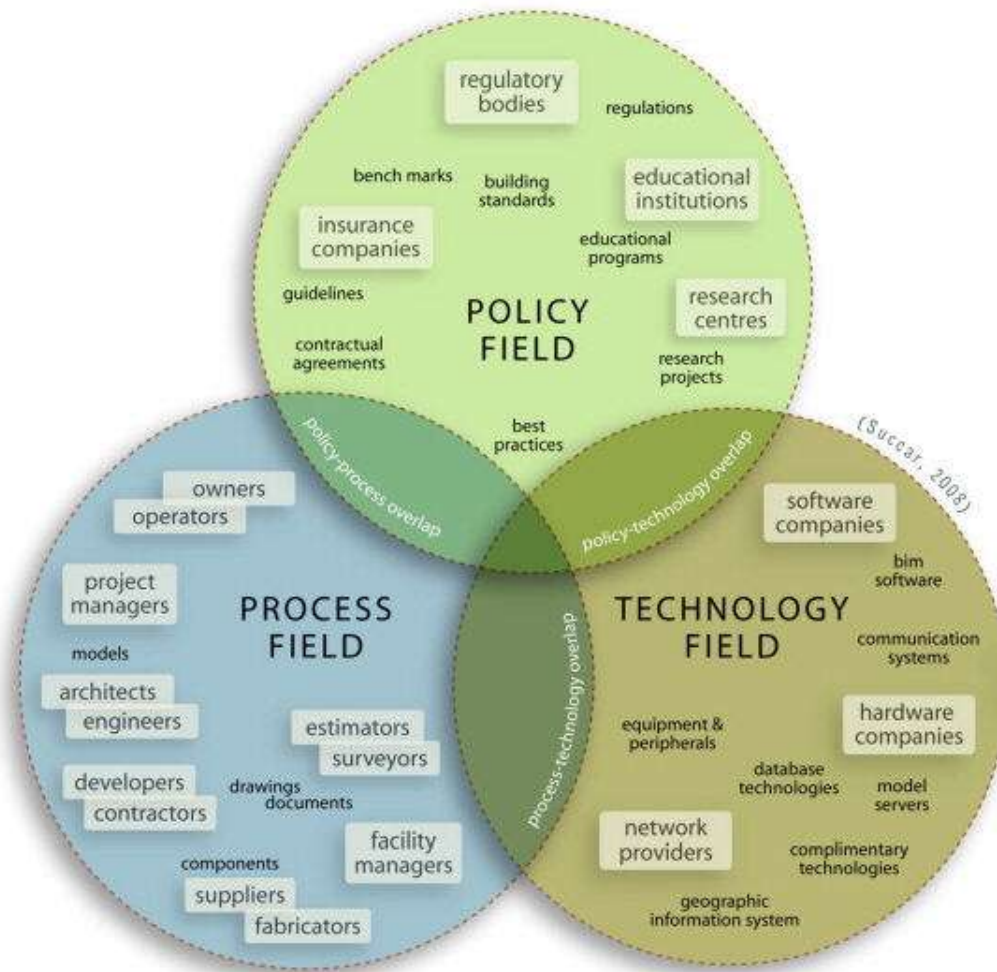 regulatory
bodies
regulations
bench marks
building
standards
educational
institutions
insurance
companies
educational
programs
guidelines
research
centres
POLICY
FIELD
contractual
agreements
research
projects
best
practices
policy-process overlap
policy-technology overlap
(Succar, 2008)
owners
operators
project
managers
PROCESS
FIELD
models
architects
engineers
estimators
surveyors
developers
contractors
drawings
documents
facility
managers
components
suppliers
fabricators
process-technology overlap
software
companies
bim
software
TECHNOLOGY
FIELD
communication
systems
hardware
companies
equipment &
peripherals
database
technologies
model
servers
network
providers
complimentary
technologies
geographic
information system